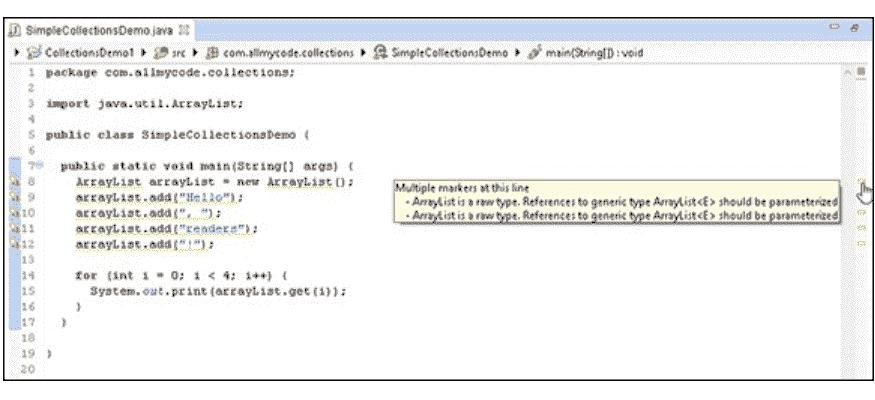 SimpleCollectionsDemo.java
CollectionsDemo1 src com.allmycode.collections SimpleCollectionsDemo main(String[]) : void
1 package com.allmycode.collections;
2
3 import java.util.ArrayList;
4
5 public class SimpleCollectionsDemo {
6
7 public static void main(String[] args) {
8 ArrayList arrayList = new ArrayList();
9 arrayList.add("Hello");
10 arrayList.add(", ");
11 arrayList.add("readers");
12 arrayList.add("!");
13
14 for (int i = 0; i < 4; i++) {
15 System.out.print(arrayList.get(i));
16 }
17 }
18
19 }
20
Multiple markers at this line
- ArrayList is a raw type. References to generic type ArrayList<E> should be parameterized
- ArrayList is a raw type. References to generic type ArrayList<E> should be parameterized